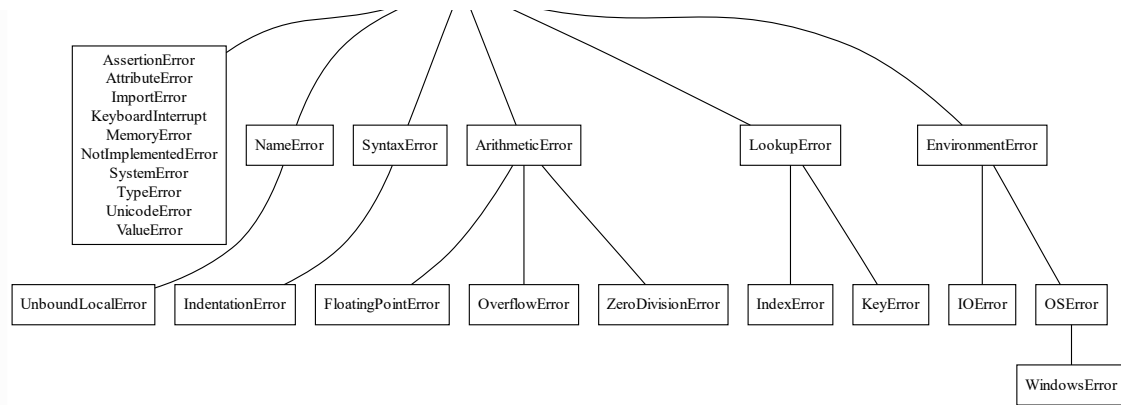 AssertionError
AttributeError
ImportError
KeyboardInterrupt
MemoryError
NotImplementedError
SystemError
TypeError
UnicodeError
ValueError
NameError
SyntaxError
ArithmeticError
LookupError
EnvironmentError
UnboundLocalError
IndentationError
FloatingPointError
OverflowError
ZeroDivisionError
IndexError
KeyError
IOError
OSError
WindowsError